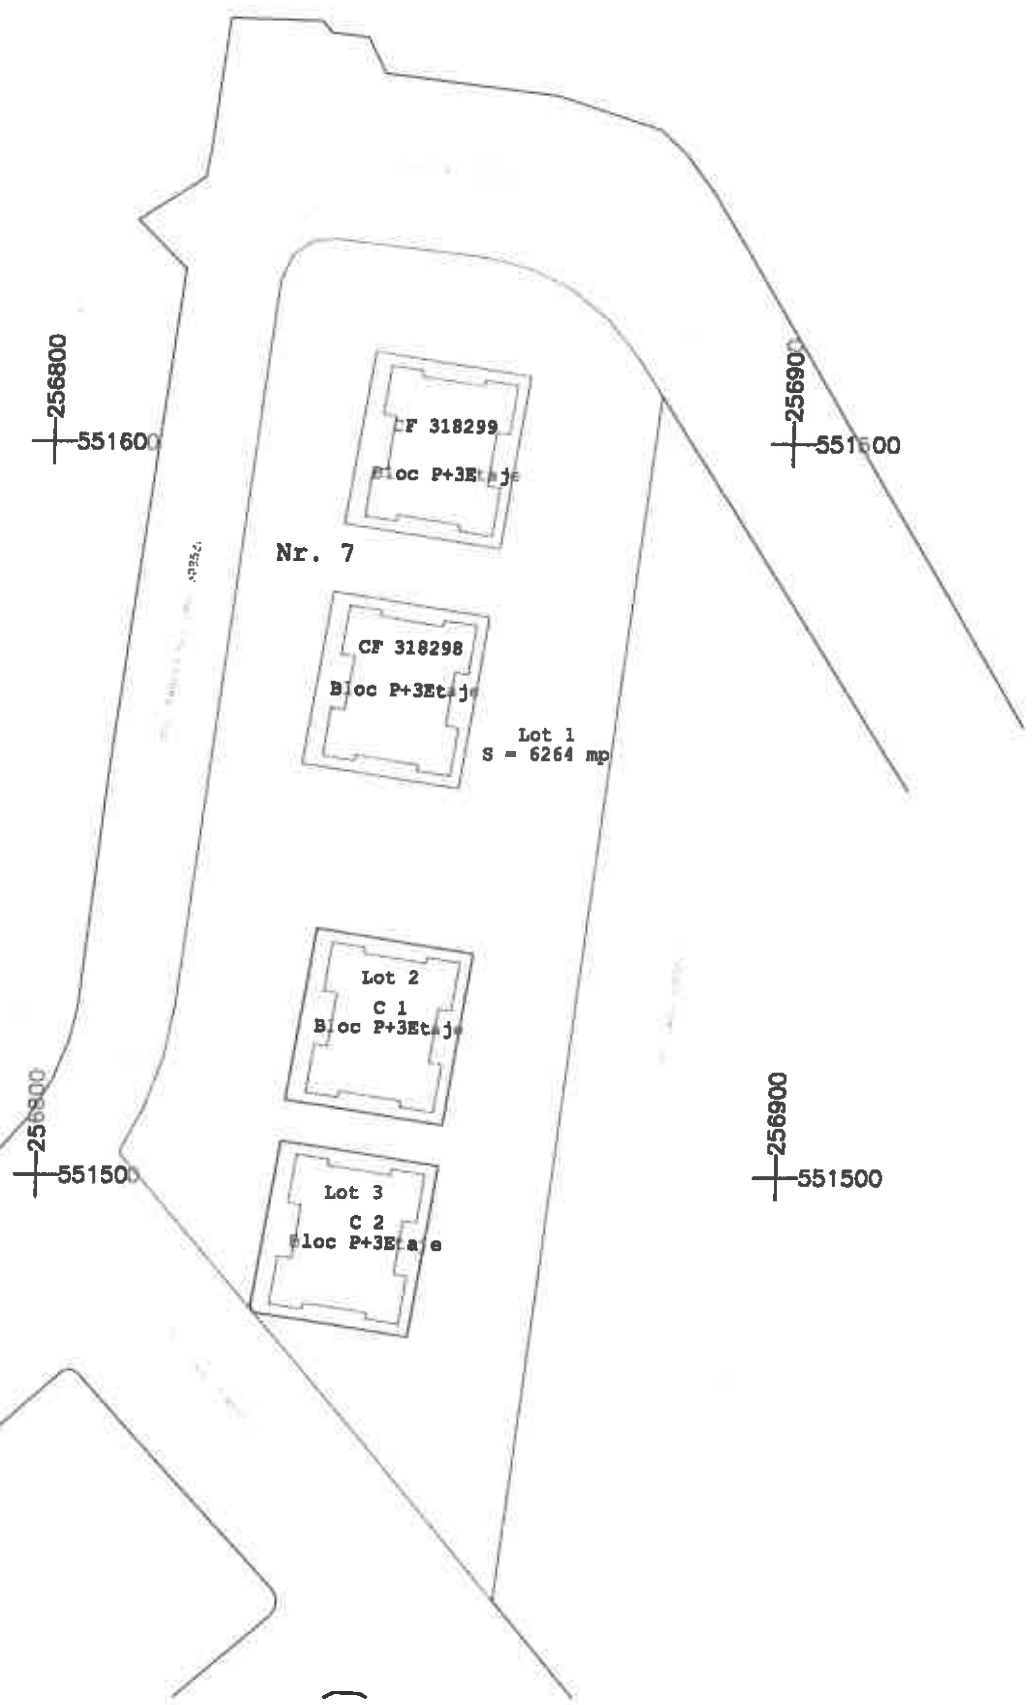 256800
551600
256900
551600
CF 318299
Bloc P+3Etaje
Nr. 7
CF 318298
Bloc P+3Etaje
Lot 1
S = 6264 mp
Lot 2
C 1
Bloc P+3Etaje
256800
551500
256900
551500
Lot 3
C 2
Bloc P+3Etaje